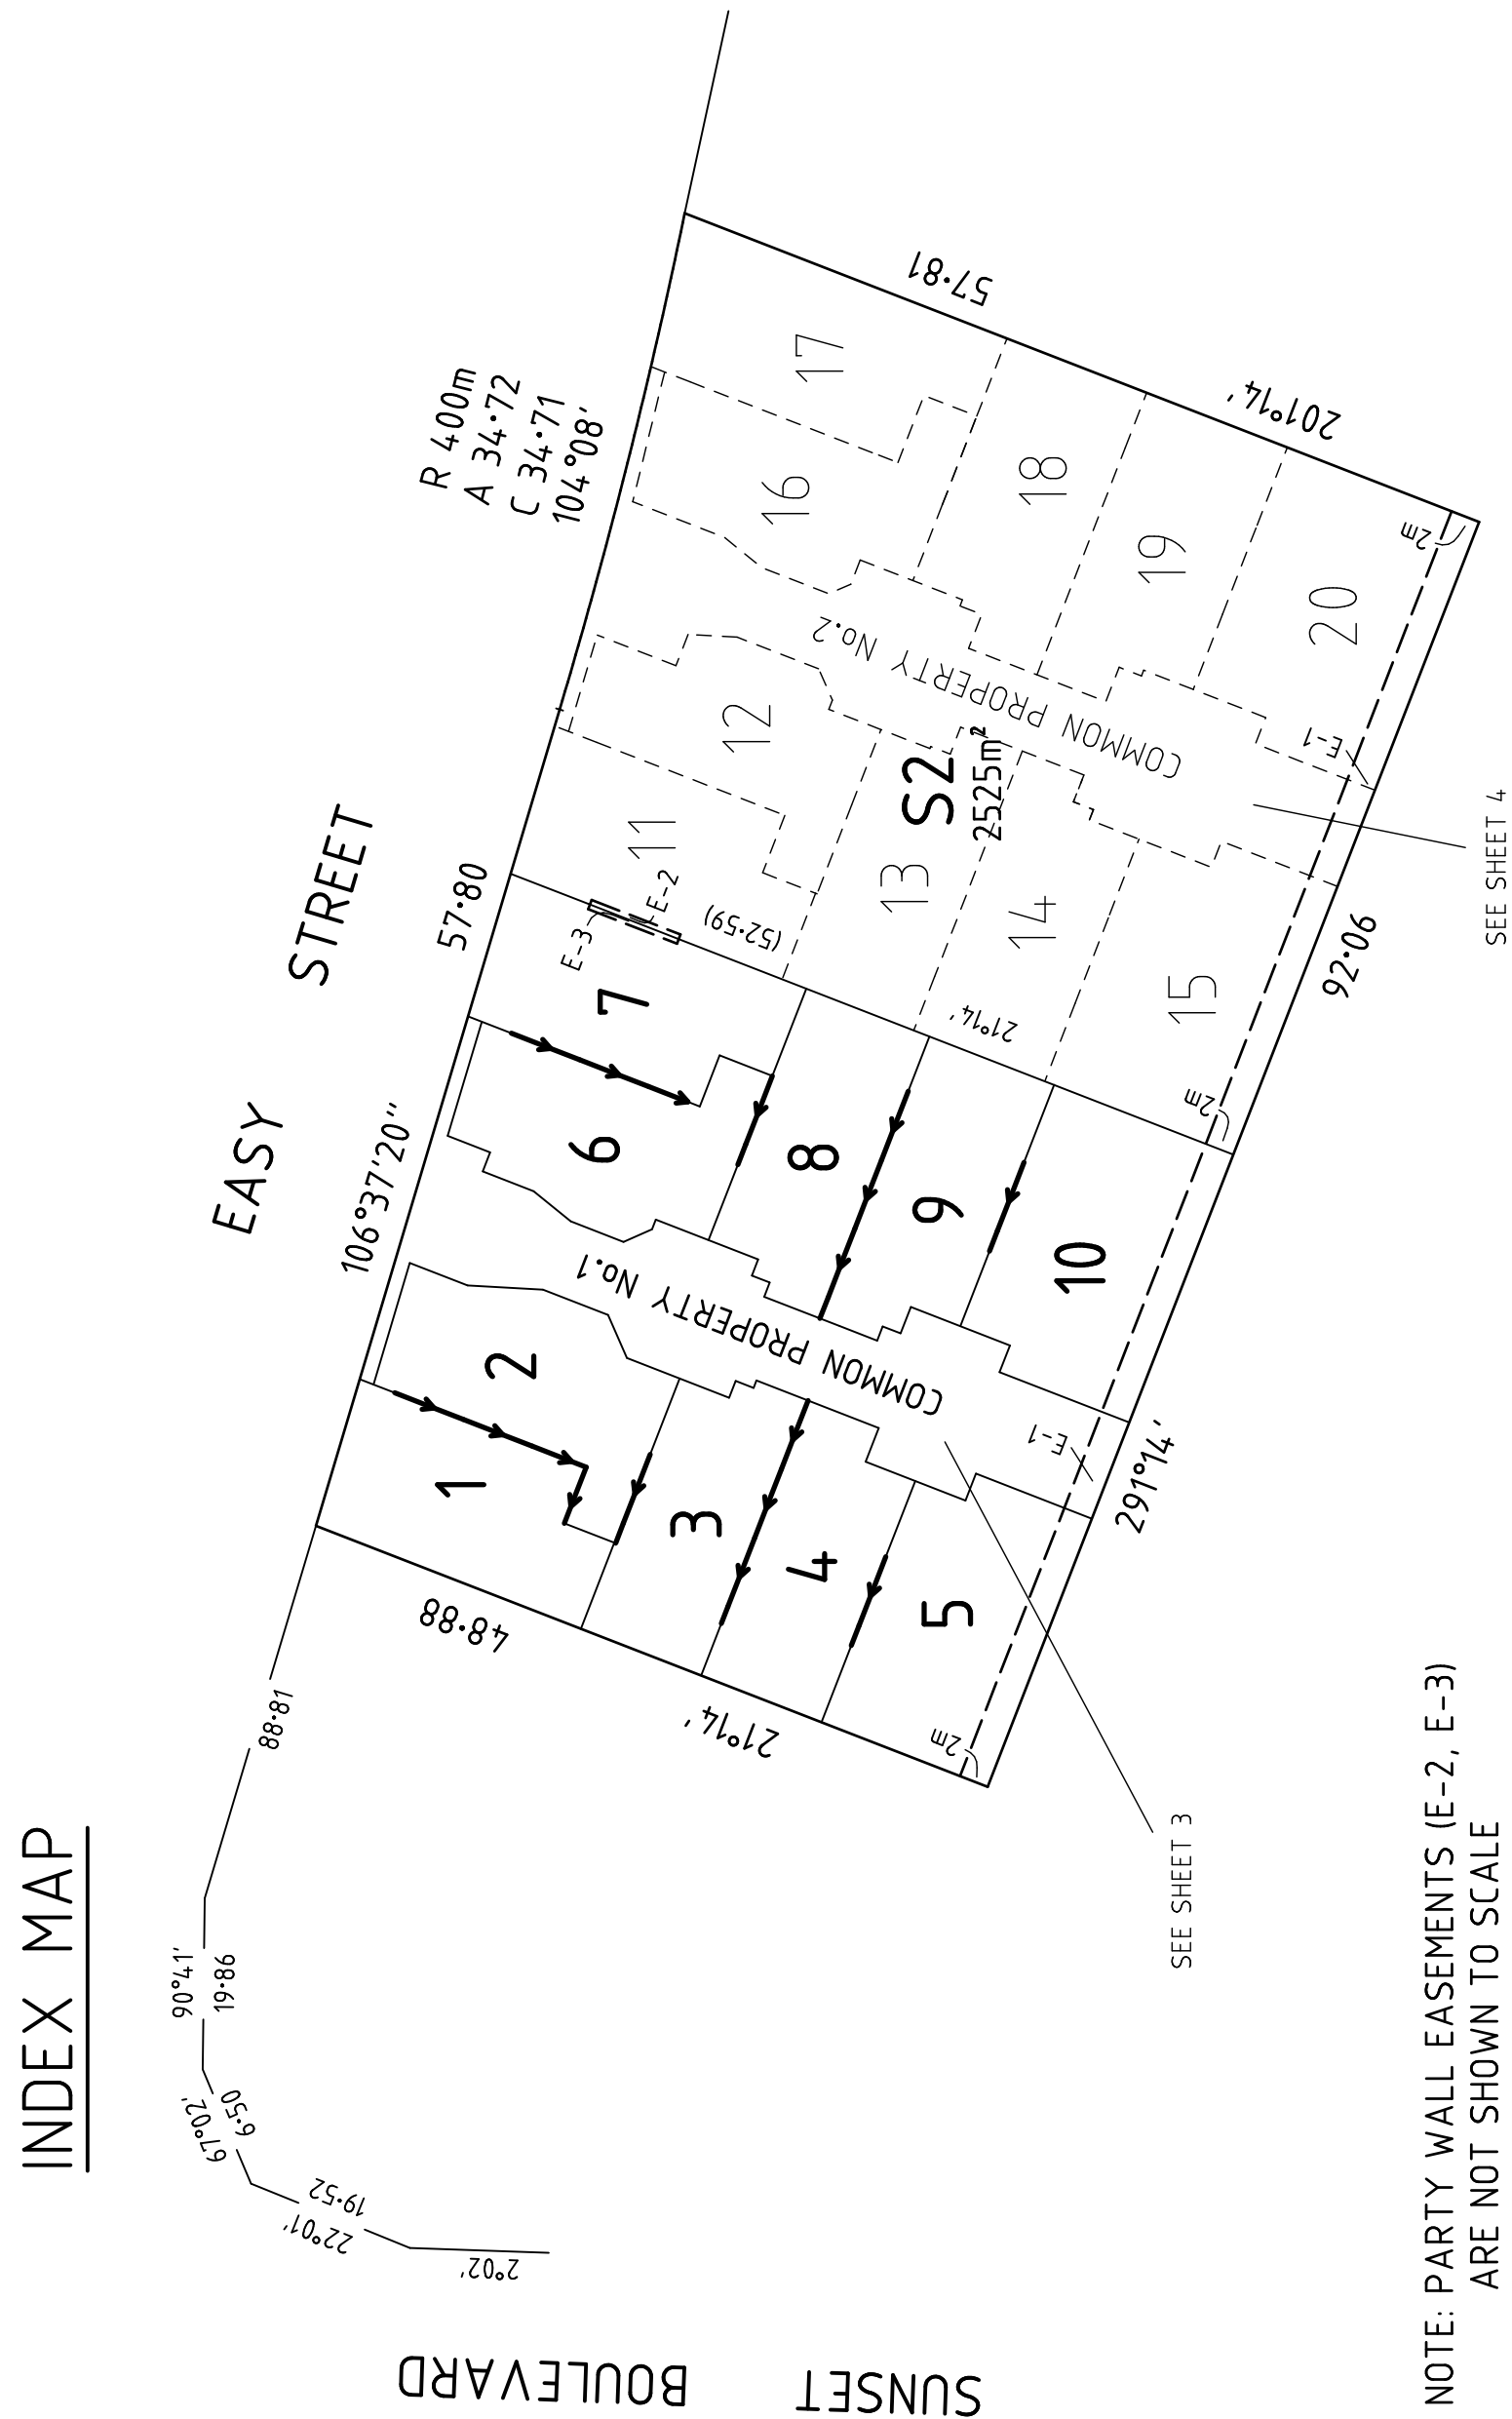 INDEX MAP
SUNSET
BOULEVARD
EASY STREET
2°02'
22°01'
19·52
67°02'
6·50
90°41'
19·86
88·81
106°37'20"
57·80
R 400m
A 34·72
C 34·71
104°08'
48·88
21°14'
57·81
201°14'
291°14'
92·06
1
2
3
4
5
6
7
8
9
10
COMMON PROPERTY No.1
E-1
2m
E-3
E-2
(52·59)
21°14'
2m
11
12
13
14
15
16
17
18
19
20
S2
2525m²
COMMON PROPERTY No.2
E-1
2m
SEE SHEET 3
SEE SHEET 4
NOTE: PARTY WALL EASEMENTS (E-2, E-3)
ARE NOT SHOWN TO SCALE